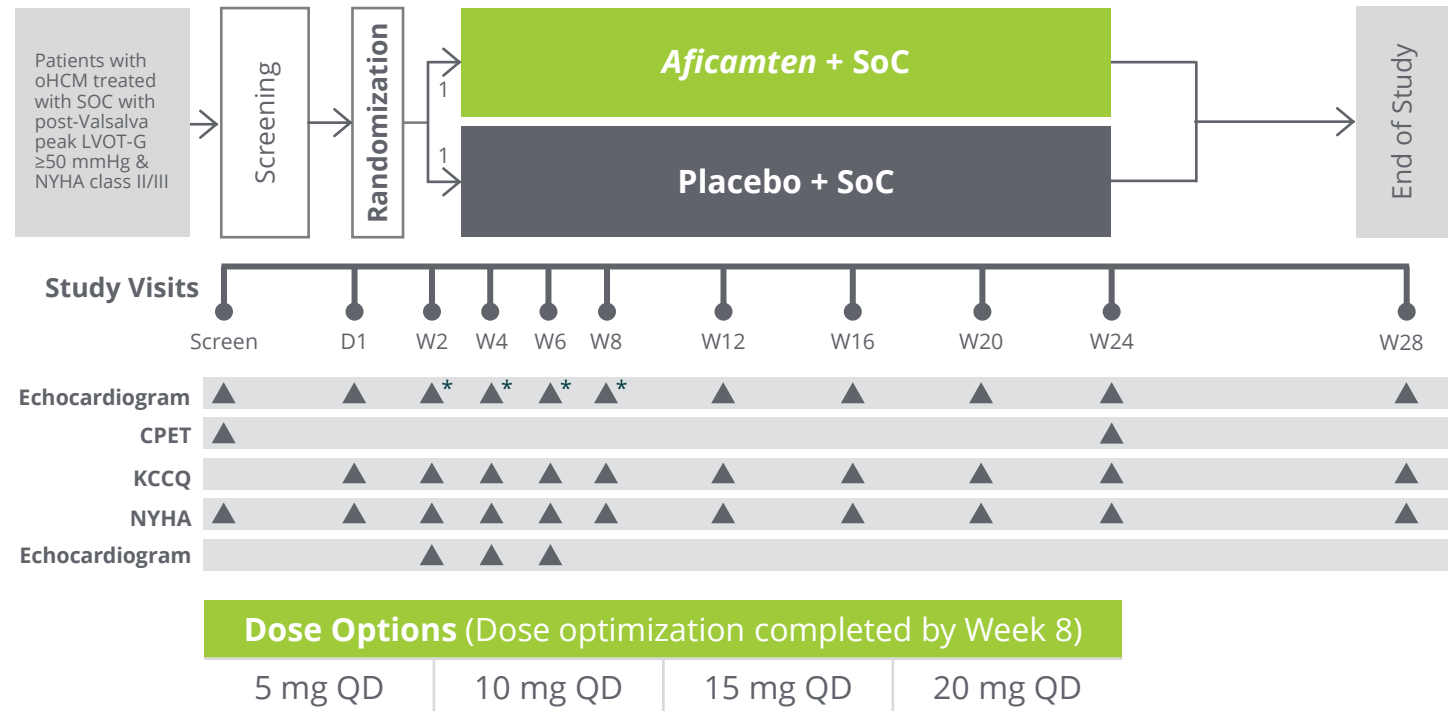 Patients with
oHCM treated
with SOC with
post-Valsalva
peak LVOT-G
≥50 mmHg &
NYHA class II/III
Screening
Randomization
1
1
Aficamten + SoC
Placebo + SoC
End of Study
Study Visits
Screen D1 W2 W4 W6 W8 W12 W16 W20 W24 W28
Echocardiogram * * * *
CPET
KCCQ
NYHA
Echocardiogram
Dose Options (Dose optimization completed by Week 8)
5 mg QD 10 mg QD 15 mg QD 20 mg QD